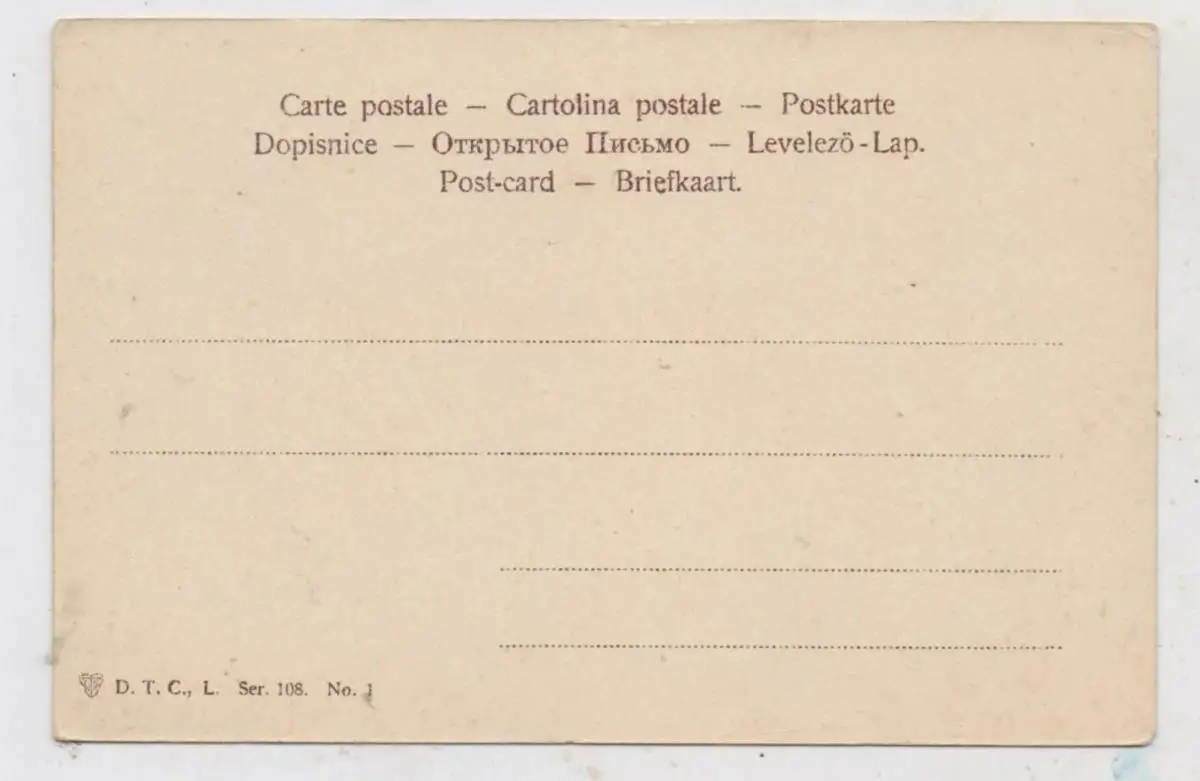 Carte postale – Cartolina postale – Postkarte
Dopisnice – Открытое Письмо – Levelezö-Lap.
Post-card – Briefkaart.
D. T. C., L. Ser. 108. No. 1